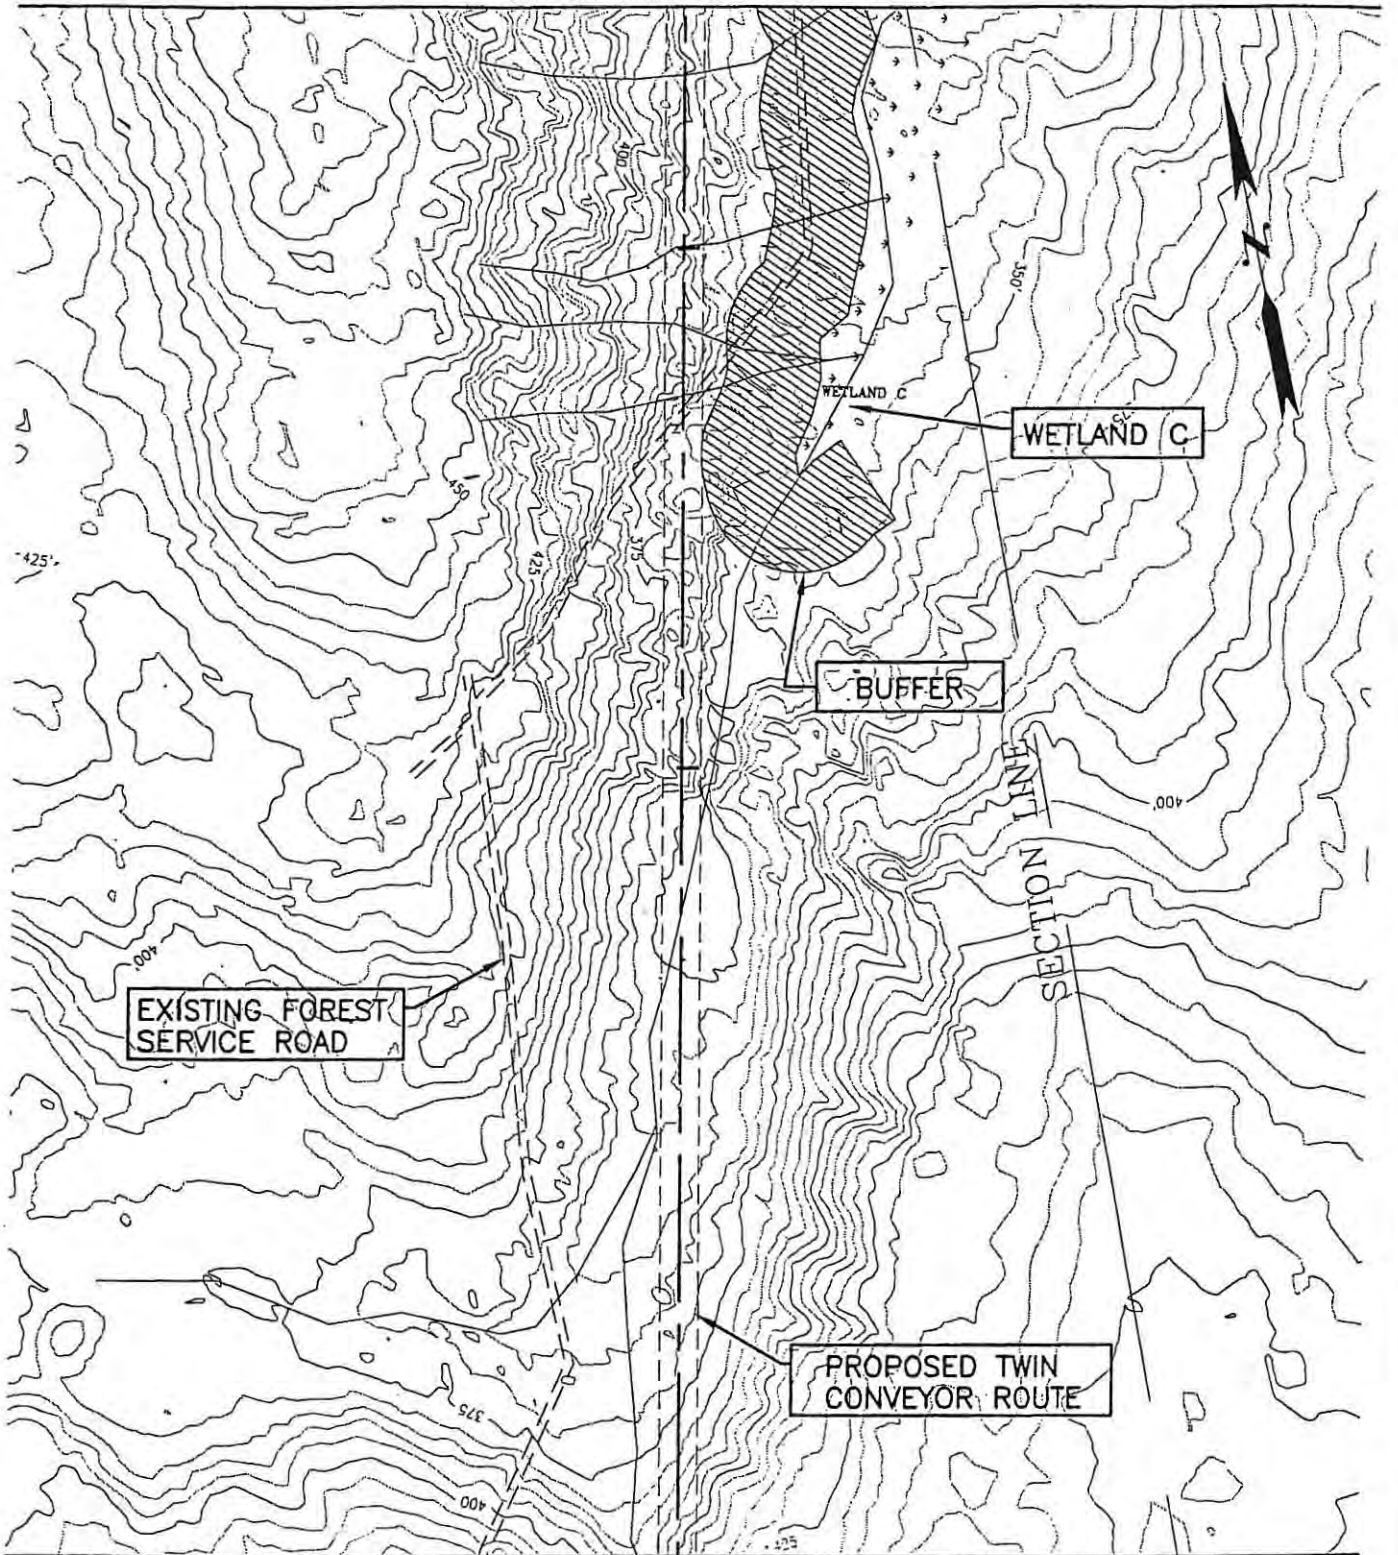 400
N
350'
WETLAND C
WETLAND C
450
425
375
-425'
BUFFER
400'
SECTION LINE
400'
EXISTING FOREST
SERVICE ROAD
PROPOSED TWIN
CONVEYOR ROUTE
375
400
425